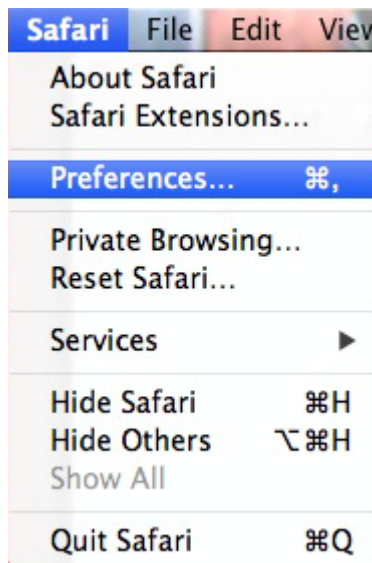 Safari File Edit View
About Safari
Safari Extensions…
Preferences… ⌘,
Private Browsing…
Reset Safari…
Services ▶
Hide Safari ⌘H
Hide Others ⌥⌘H
Show All
Quit Safari ⌘Q